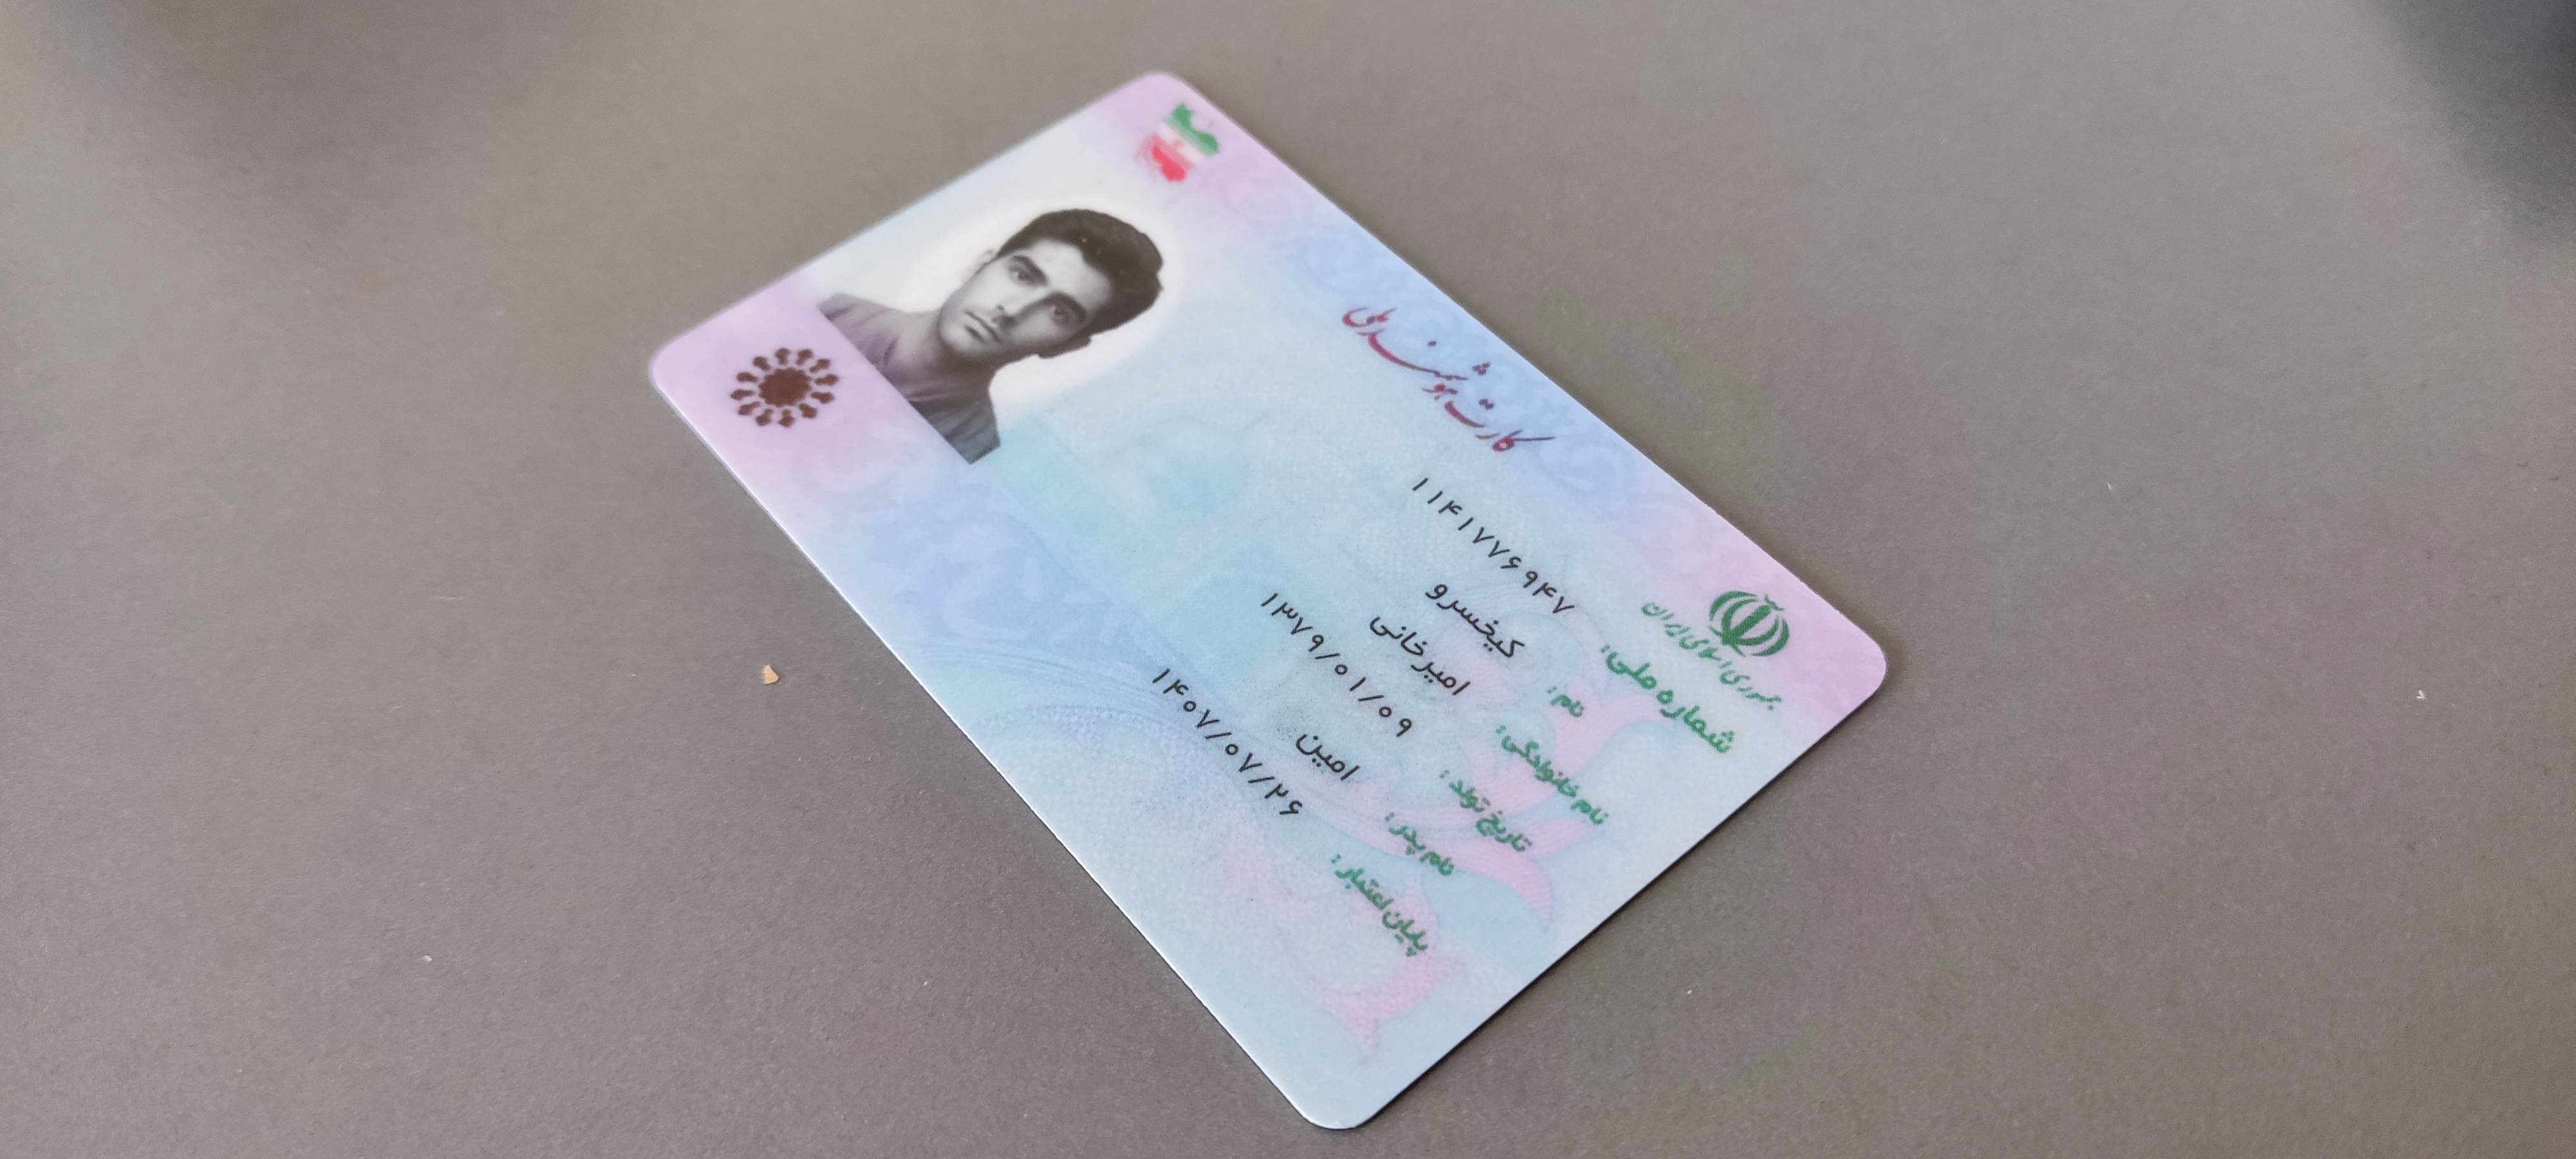 کارت هوشمند ملی
جمهوری اسلامی ایران
شماره ملی: ۱۱۴۱۷۷۶۹۴۷
نام: کیخسرو
نام خانوادگی: امیرخانی
تاریخ تولد: ۱۳۷۹/۰۱/۰۹
نام پدر: امین
پایان اعتبار: ۱۴۰۷/۰۷/۲۶